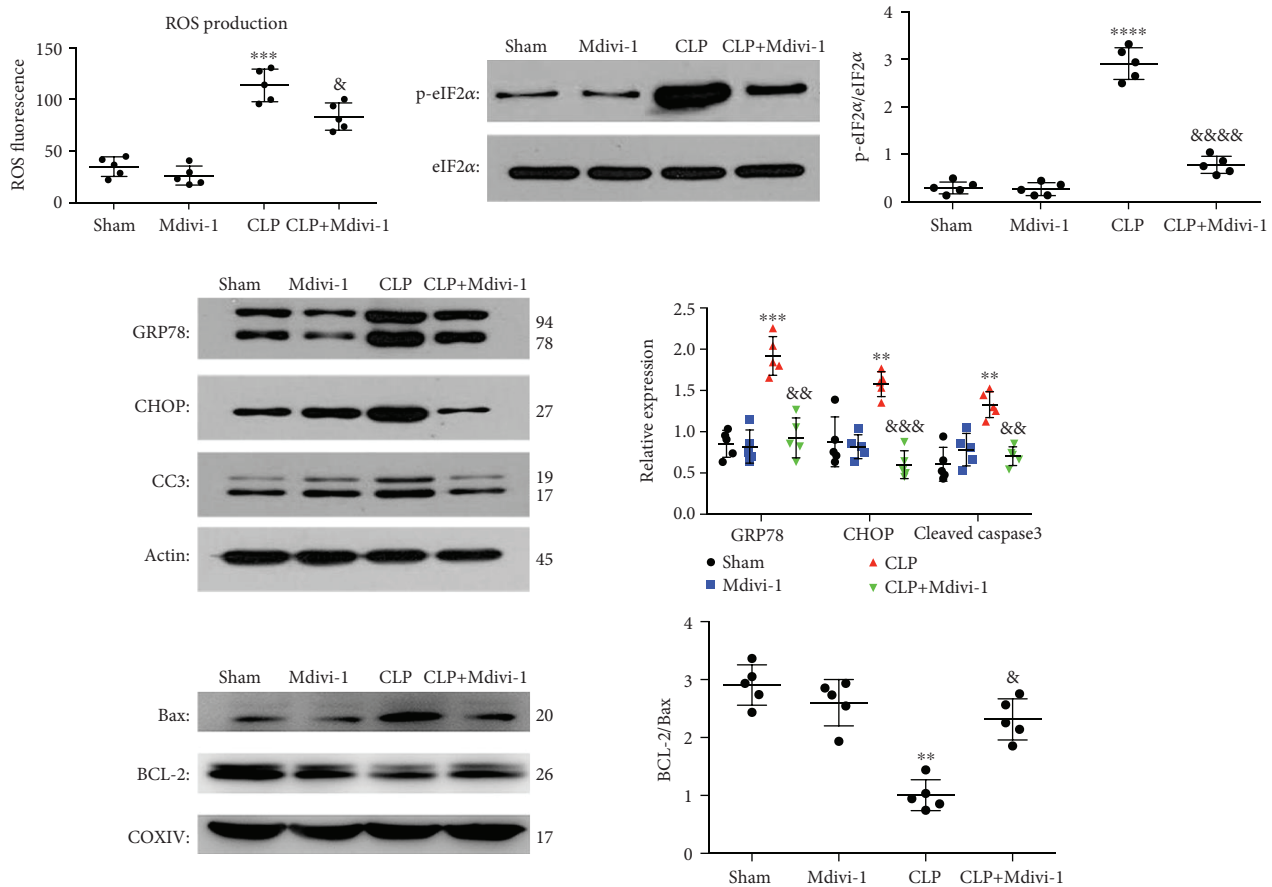 ROS production
ROS fluorescence
150
100
50
0
***
&
Sham Mdivi-1 CLP CLP+Mdivi-1
Sham Mdivi-1 CLP CLP+Mdivi-1
p-eIF2α:
eIF2α:
p-eIF2α/eIF2α
4
3
2
1
0
****
&&&&
Sham Mdivi-1 CLP CLP+Mdivi-1
Sham Mdivi-1 CLP CLP+Mdivi-1
GRP78:
94
78
CHOP:
27
CC3:
19
17
Actin:
45
Relative expression
2.5
2.0
1.5
1.0
0.5
0.0
***
&&
**
&&&
**
&&
GRP78 CHOP Cleaved caspase3
Sham
Mdivi-1
CLP
CLP+Mdivi-1
Sham Mdivi-1 CLP CLP+Mdivi-1
Bax:
20
BCL-2:
26
COXIV:
17
BCL-2/Bax
4
3
2
1
0
**
&
Sham Mdivi-1 CLP CLP+Mdivi-1